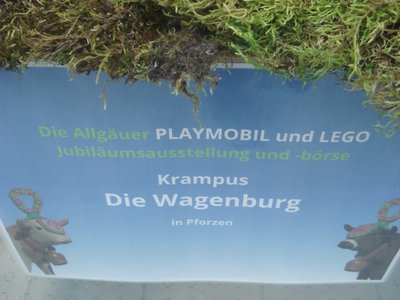 Die Allgäuer PLAYMOBIL und LEGO
Jubiläumsausstellung und -börse
Krampus
Die Wagenburg
in Pforzen